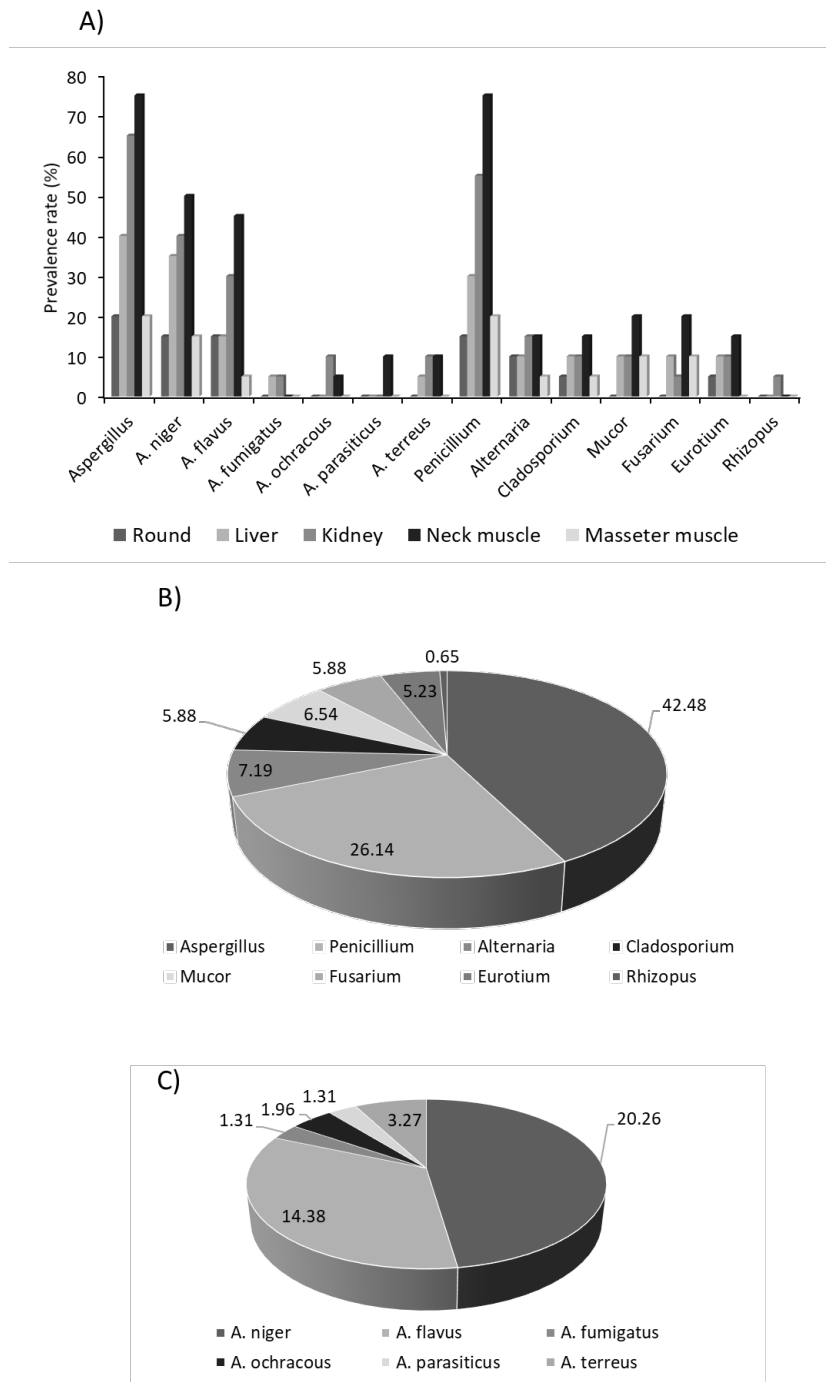 A)
80
70
60
50
40
30
20
10
0
Prevalence rate (%)
Aspergillus
A. niger
A. flavus
A. fumigatus
A. ochracous
A. parasiticus
A. terreus
Penicillium
Alternaria
Cladosporium
Mucor
Fusarium
Eurotium
Rhizopus
Round Liver Kidney Neck muscle Masseter muscle
B)
0.65
5.88
5.23
42.48
6.54
5.88
7.19
26.14
Aspergillus Penicillium Alternaria Cladosporium
Mucor Fusarium Eurotium Rhizopus
C)
1.31
1.96
3.27
1.31
20.26
14.38
A. niger A. flavus A. fumigatus
A. ochracous A. parasiticus A. terreus